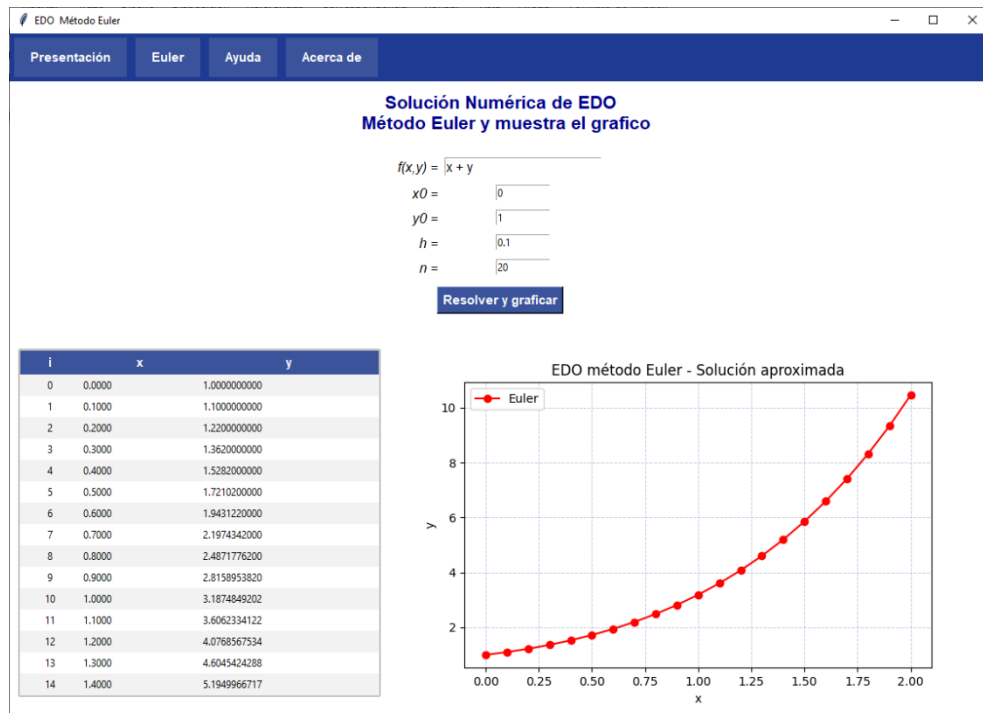 EDO Método Euler
Presentación Euler Ayuda Acerca de
Solución Numérica de EDO
Método Euler y muestra el grafico
f(x,y) = x + y
x0 = 0
y0 = 1
h = 0.1
n = 20
Resolver y graficar
i x y
0 0.0000 1.0000000000
1 0.1000 1.1000000000
2 0.2000 1.2200000000
3 0.3000 1.3620000000
4 0.4000 1.5282000000
5 0.5000 1.7210200000
6 0.6000 1.9431220000
7 0.7000 2.1974342000
8 0.8000 2.4871776200
9 0.9000 2.8158953820
10 1.0000 3.1874849202
11 1.1000 3.6062334122
12 1.2000 4.0768567534
13 1.3000 4.6045424288
14 1.4000 5.1949966717
EDO método Euler - Solución aproximada
Euler
10
8
6
4
2
y
0.00 0.25 0.50 0.75 1.00 1.25 1.50 1.75 2.00
x